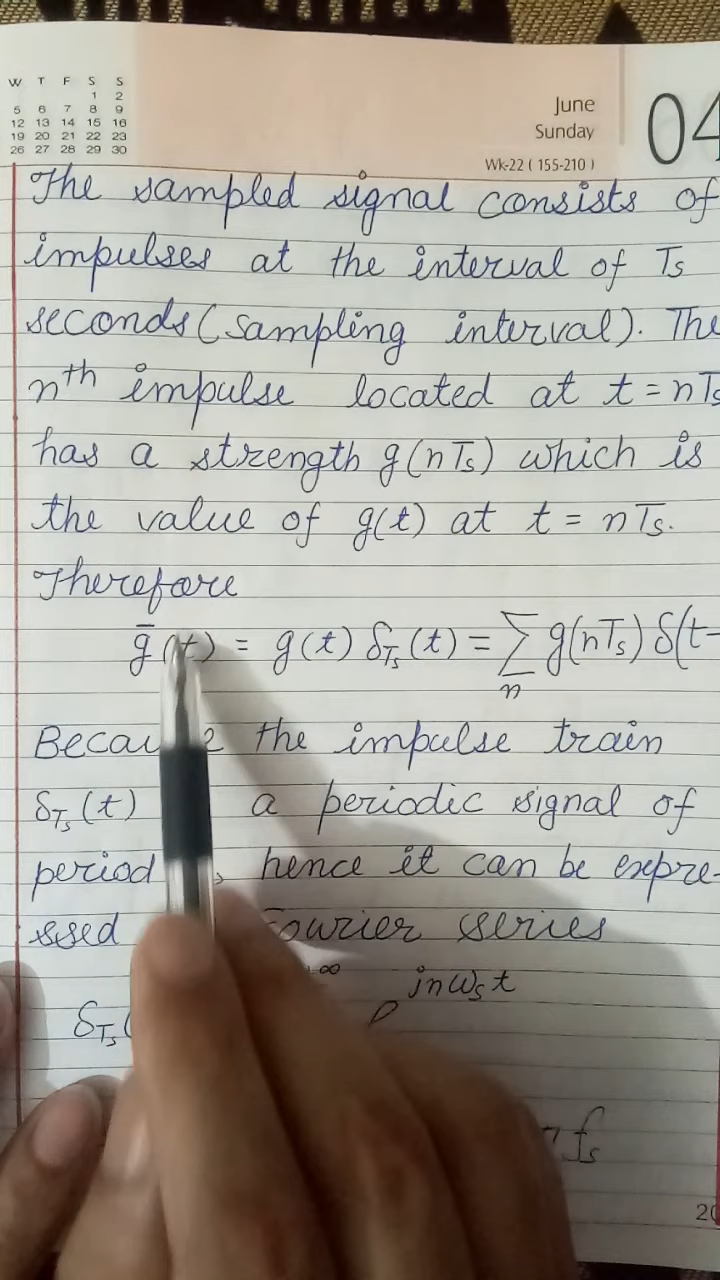 W T F S S
1 2
5 6 7 8 9
12 13 14 15 16
19 20 21 22 23
26 27 28 29 30
June
Sunday
Wk-22 ( 155-210 )
04
The sampled signal consists of
impulses at the interval of Ts
seconds (sampling interval). The
nth impulse located at t = nTs
has a strength g(nTs) which is
the value of g(t) at t = nTs.
Therefore
g̅(t) = g(t) δTs(t) = ∑n g(nTs) δ(t-
the impulse train
δTs(t) a periodic signal of
period hence it can be expre-
ssed Fourier series
δTs( ∞ jnωst
fs